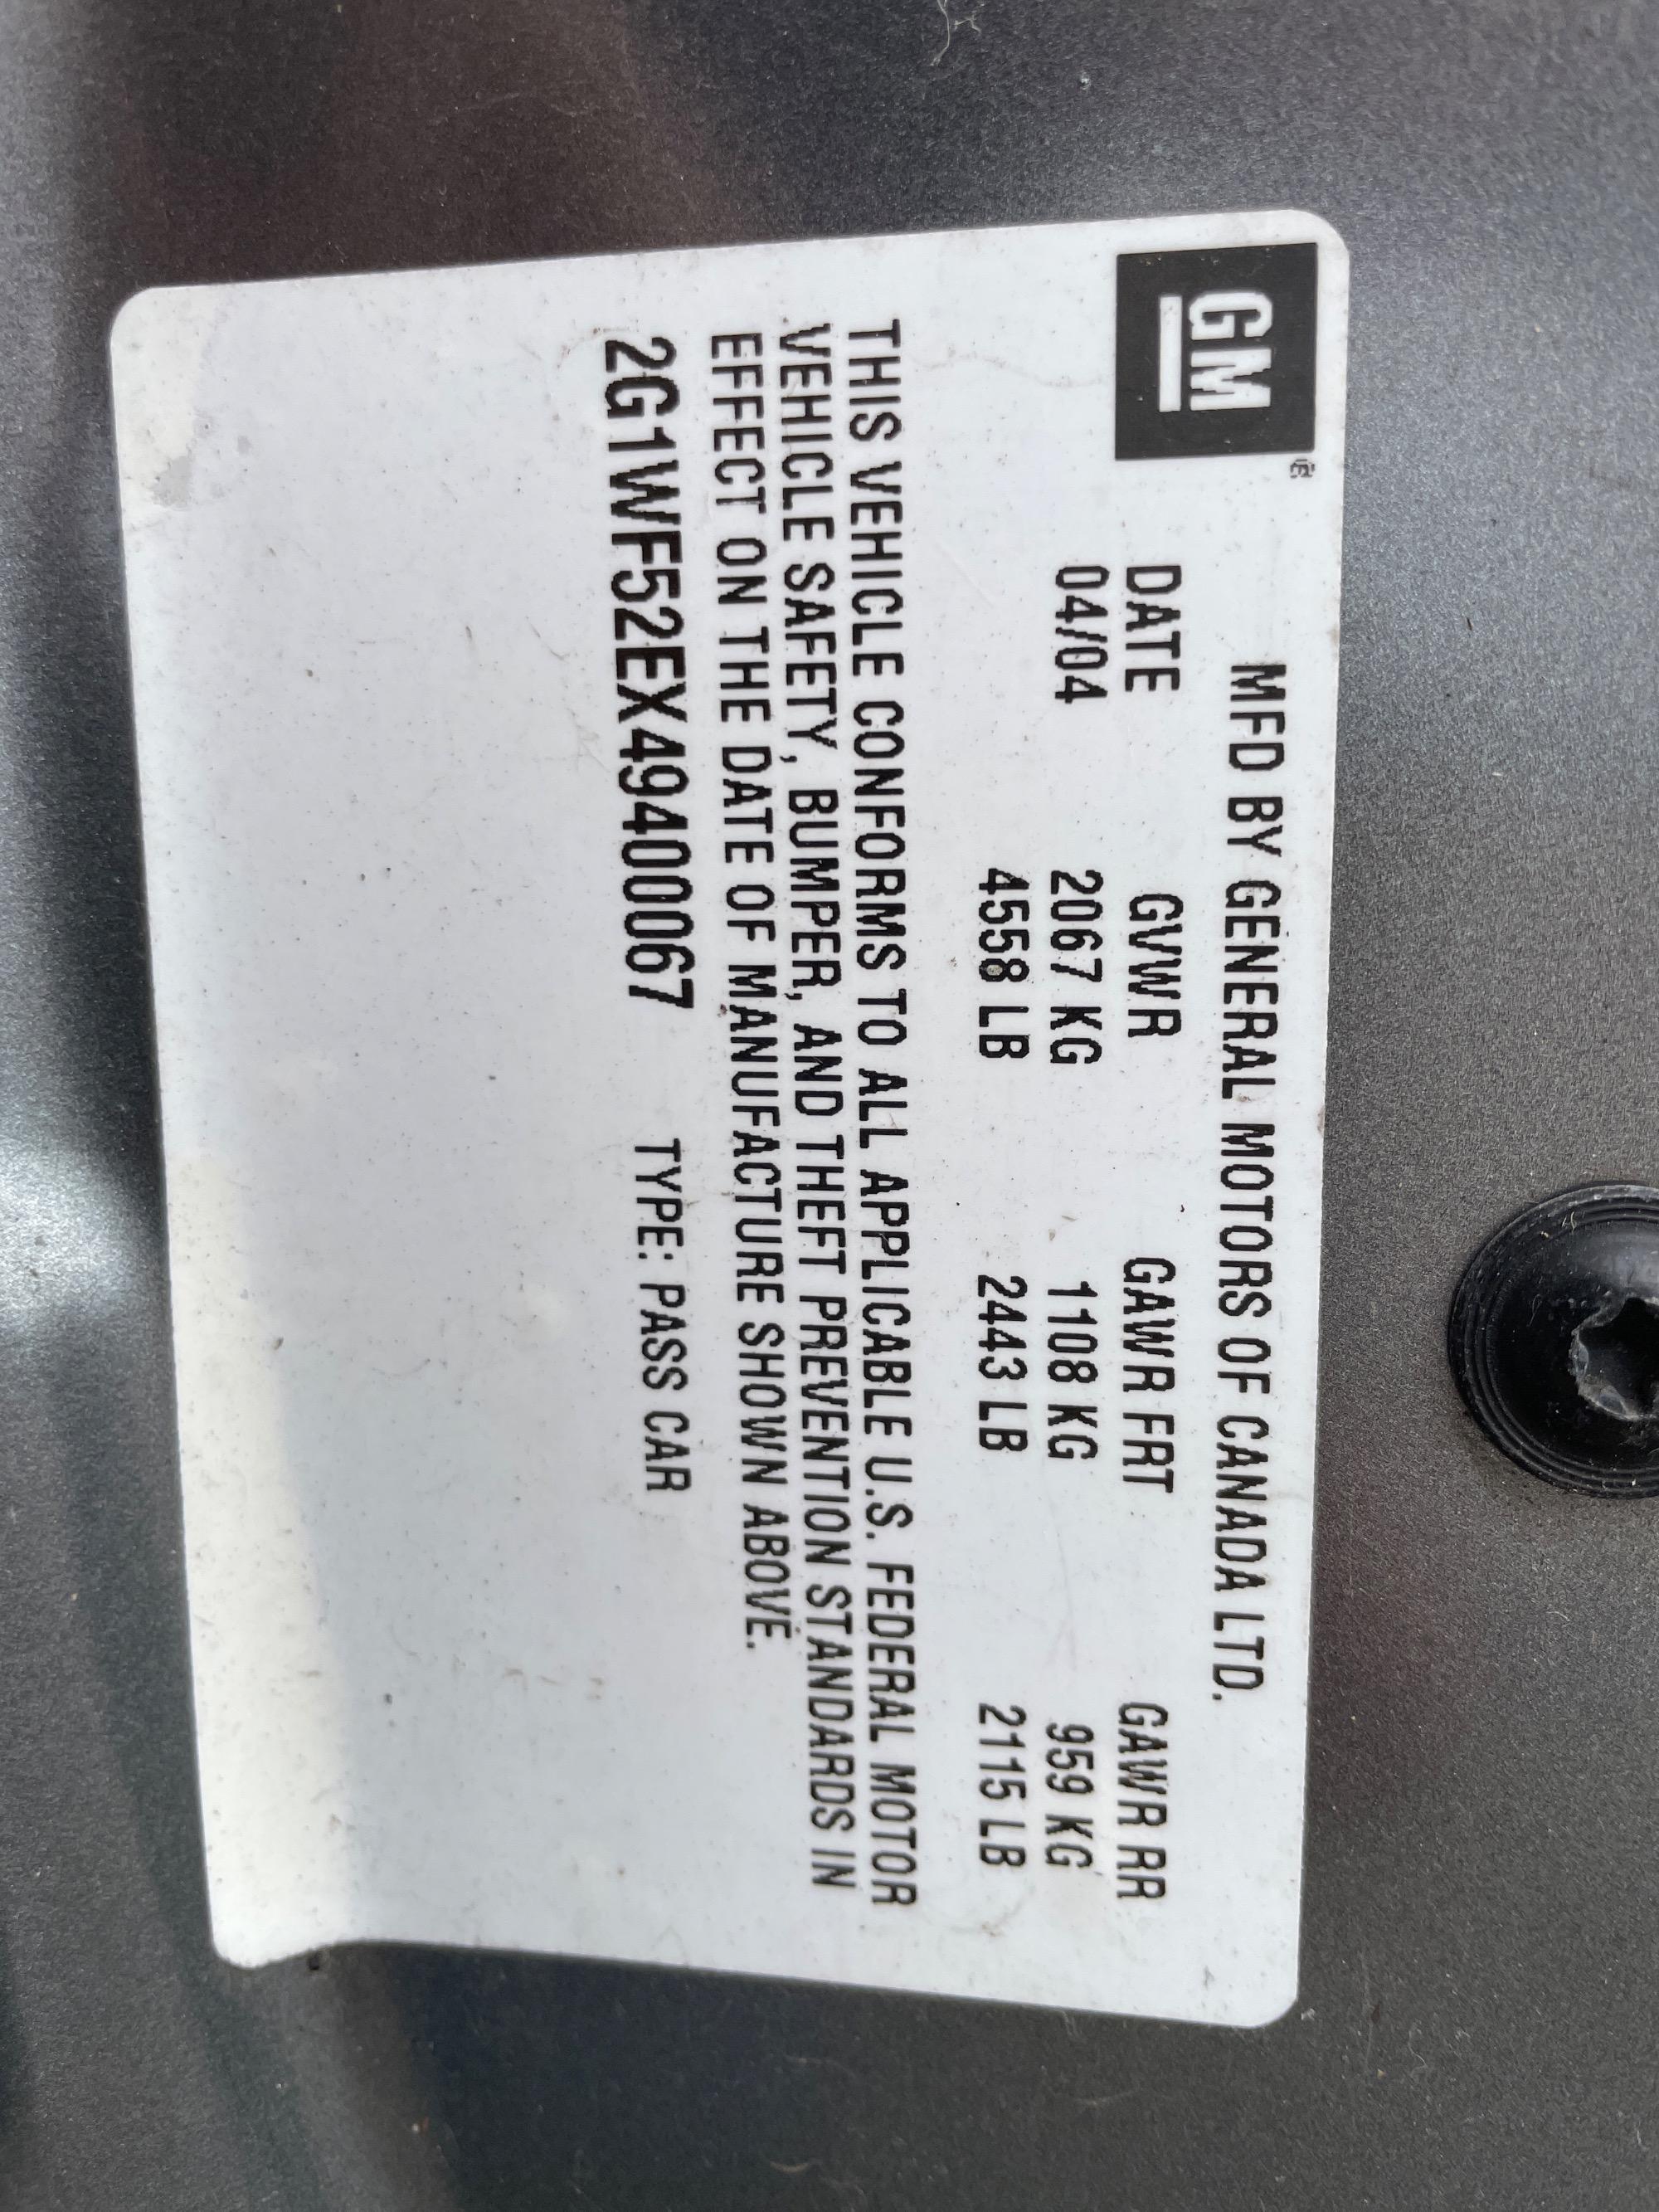 GM®
MFD BY GENERAL MOTORS OF CANADA LTD.
DATE GVWR GAWR FRT GAWR RR
04/04 2067 KG 1108 KG 959 KG
4558 LB 2443 LB 2115 LB
THIS VEHICLE CONFORMS TO ALL APPLICABLE U.S. FEDERAL MOTOR
VEHICLE SAFETY, BUMPER, AND THEFT PREVENTION STANDARDS IN
EFFECT ON THE DATE OF MANUFACTURE SHOWN ABOVE.
2G1WF52EX49400067 TYPE: PASS CAR